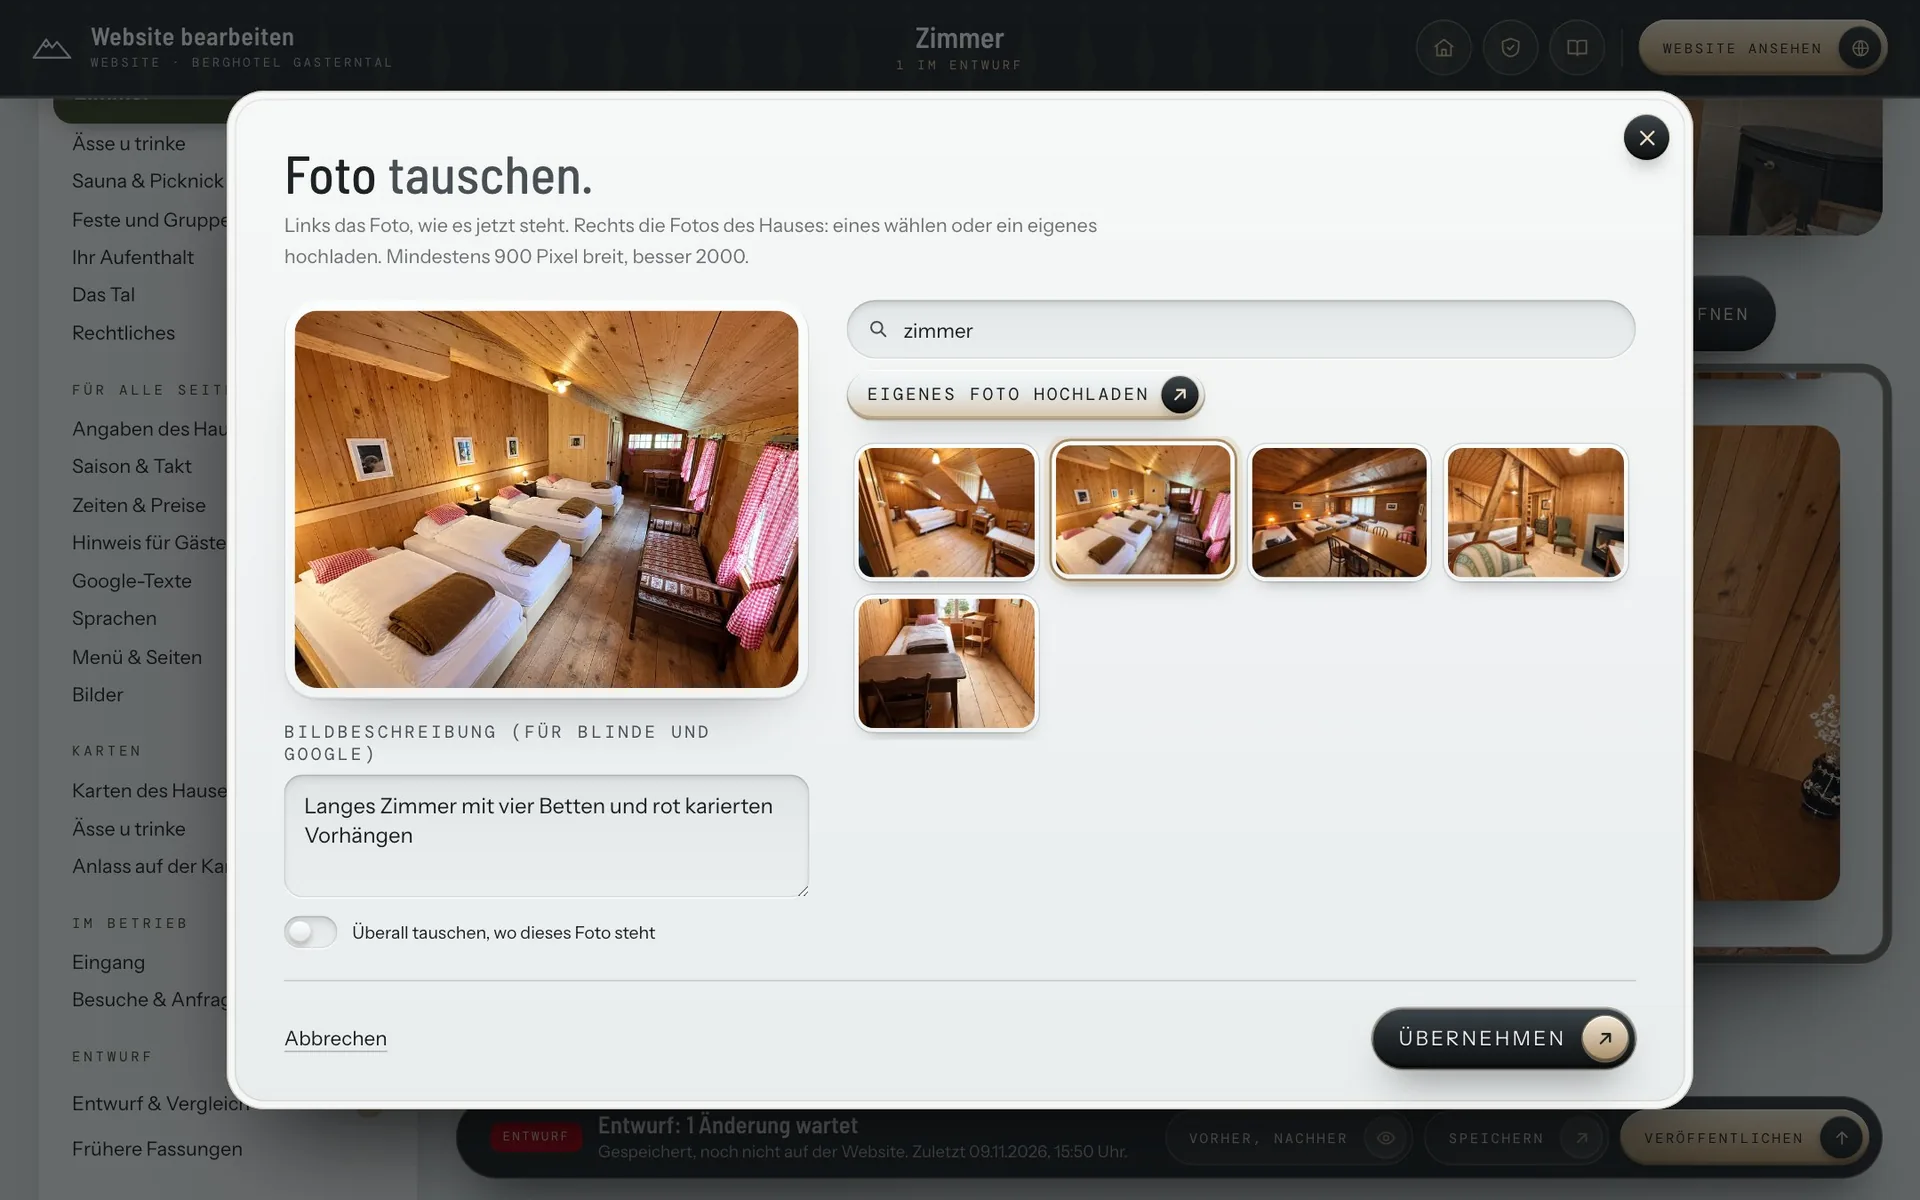 Website bearbeiten
WEBSITE · BERGHOTEL GASTERNTAL
Zimmer
1 IM ENTWURF
WEBSITE ANSEHEN
Ässe u trinke
Sauna & Picknick
Feste und Gruppe
Ihr Aufenthalt
Das Tal
Rechtliches
FÜR ALLE SEIT
Angaben des Hau
Saison & Takt
Zeiten & Preise
Hinweis für Gäste
Google-Texte
Sprachen
Menü & Seiten
Bilder
KARTEN
Karten des Hause
Ässe u trinke
Anlass auf der Kar
IM BETRIEB
Eingang
Besuche & Anfrag
ENTWURF
Entwurf & Vergleich
Frühere Fassungen
Foto tauschen.
Links das Foto, wie es jetzt steht. Rechts die Fotos des Hauses: eines wählen oder ein eigenes
hochladen. Mindestens 900 Pixel breit, besser 2000.
zimmer
EIGENES FOTO HOCHLADEN
BILDBESCHREIBUNG (FÜR BLINDE UND
GOOGLE)
Langes Zimmer mit vier Betten und rot karierten
Vorhängen
Überall tauschen, wo dieses Foto steht
Abbrechen
ÜBERNEHMEN
FNEN
ENTWURF
Entwurf: 1 Änderung wartet
Gespeichert, noch nicht auf der Website. Zuletzt 09.11.2026, 15:50 Uhr.
VORHER, NACHHER
SPEICHERN
VERÖFFENTLICHEN